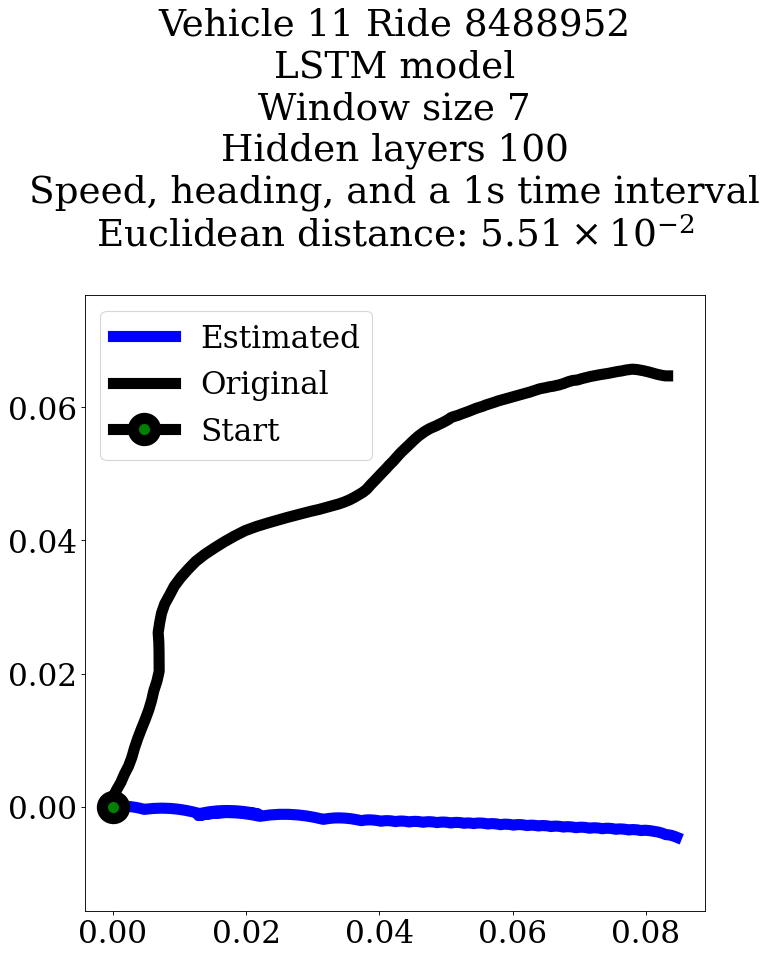 Vehicle 11 Ride 8488952
LSTM model
Window size 7
Hidden layers 100
Speed, heading, and a 1s time interval
Euclidean distance: 5.51 × 10⁻²
Estimated
Original
Start
0.06
0.04
0.02
0.00
0.00 0.02 0.04 0.06 0.08